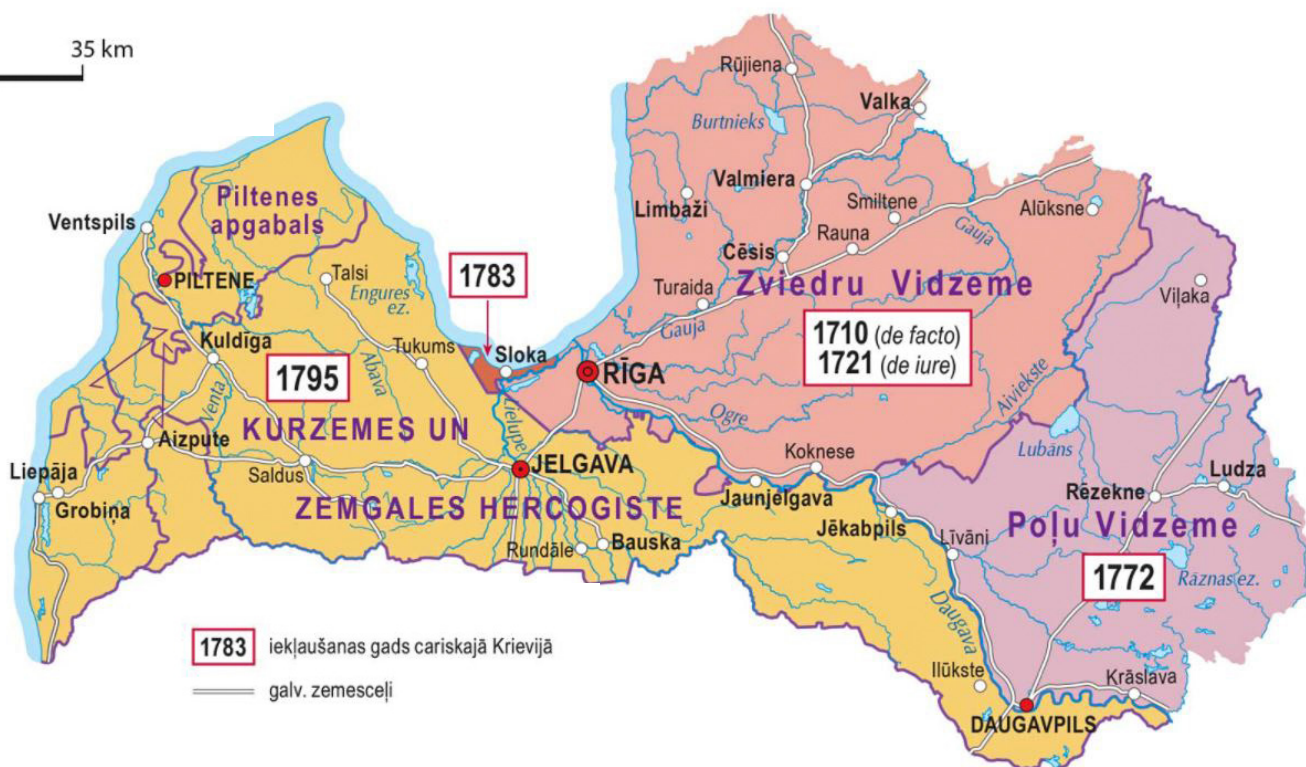 35 km
Rūjiena
Valka
Burtnieks
Valmiera
Limbaži
Smiltene
Alūksne
Gauja
Rauna
Cēsis
Zviedru Vidzeme
Turaida
Gauja
1710 (de facto)
1721 (de iure)
Viļaka
Piltenes
apgabals
Ventspils
PILTENE
Talsi
Engures
ez.
1783
Kuldīga
Tukums
Sloka
RĪGA
1795
Abava
Venta
Lielupe
Ogre
Aiviekste
KURZEMES UN
Aizpute
Lubāns
Liepāja
Saldus
JELGAVA
Koknese
Ludza
Grobiņa
ZEMGALES HERCOGISTE
Jaunjelgava
Rēzekne
Jēkabpils
Poļu Vidzeme
Rundāle
Bauska
Līvāni
1772
Rāznas ez.
Daugava
1783 iekļaušanas gads cariskajā Krievijā
galv. zemesceļi
Ilūkste
Krāslava
DAUGAVPILS